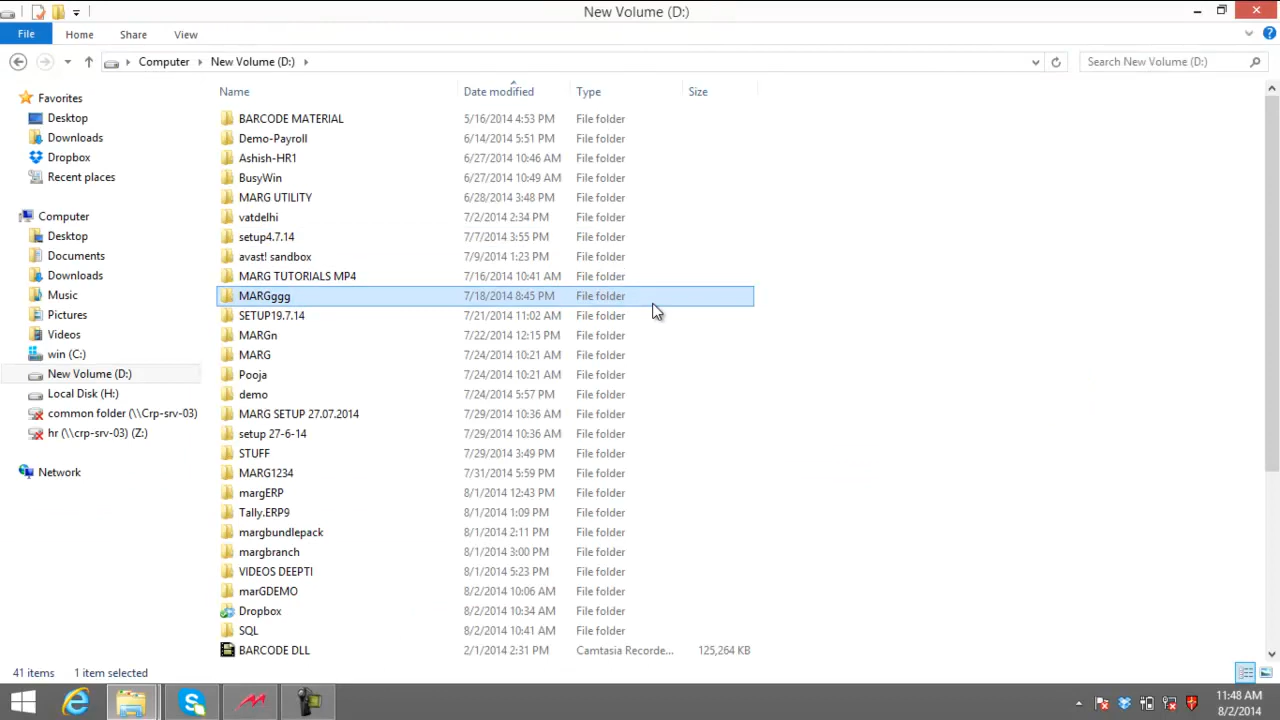 New Volume (D:)
File Home Share View
Computer New Volume (D:) Search New Volume (D:)
Name Date modified Type Size
Favorites
Desktop
Downloads
Dropbox
Recent places
Computer
Desktop
Documents
Downloads
Music
Pictures
Videos
win (C:)
New Volume (D:)
Local Disk (H:)
common folder (\\Crp-srv-03)
hr (\\crp-srv-03) (Z:)
Network
BARCODE MATERIAL 5/16/2014 4:53 PM File folder
Demo-Payroll 6/14/2014 5:51 PM File folder
Ashish-HR1 6/27/2014 10:46 AM File folder
BusyWin 6/27/2014 10:49 AM File folder
MARG UTILITY 6/28/2014 3:48 PM File folder
vatdelhi 7/2/2014 2:34 PM File folder
setup4.7.14 7/7/2014 3:55 PM File folder
avast! sandbox 7/9/2014 1:23 PM File folder
MARG TUTORIALS MP4 7/16/2014 10:41 AM File folder
MARGggg 7/18/2014 8:45 PM File folder
SETUP19.7.14 7/21/2014 11:02 AM File folder
MARGn 7/22/2014 12:15 PM File folder
MARG 7/24/2014 10:21 AM File folder
Pooja 7/24/2014 10:21 AM File folder
demo 7/24/2014 5:57 PM File folder
MARG SETUP 27.07.2014 7/29/2014 10:36 AM File folder
setup 27-6-14 7/29/2014 10:36 AM File folder
STUFF 7/29/2014 3:49 PM File folder
MARG1234 7/31/2014 5:59 PM File folder
margERP 8/1/2014 12:43 PM File folder
Tally.ERP9 8/1/2014 1:09 PM File folder
margbundlepack 8/1/2014 2:11 PM File folder
margbranch 8/1/2014 3:00 PM File folder
VIDEOS DEEPTI 8/1/2014 5:23 PM File folder
marGDEMO 8/2/2014 10:06 AM File folder
Dropbox 8/2/2014 10:34 AM File folder
SQL 8/2/2014 10:41 AM File folder
BARCODE DLL 2/1/2014 2:31 PM Camtasia Recorde... 125,264 KB
41 items 1 item selected
11:48 AM
8/2/2014